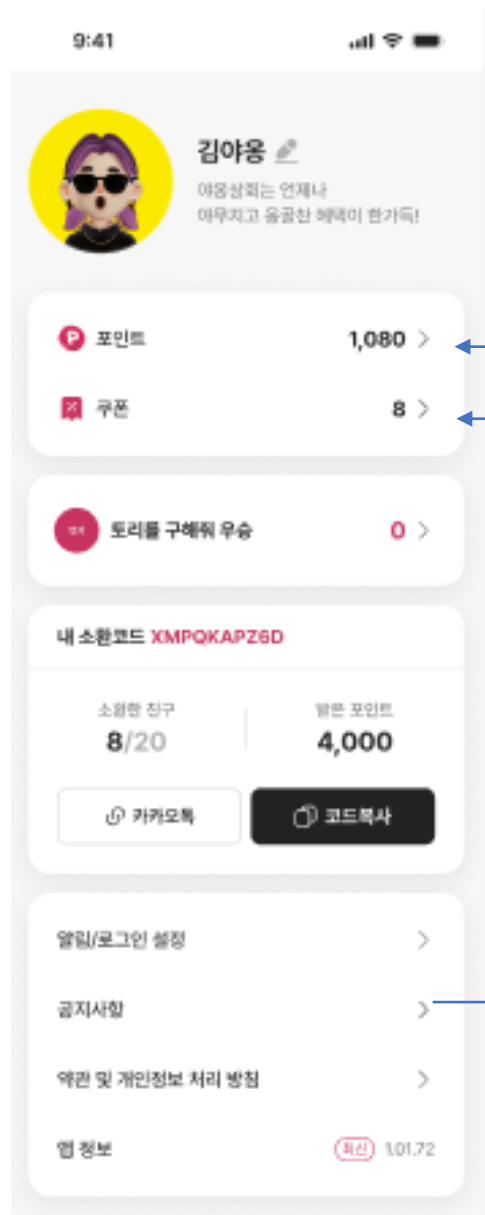 9:41
김야옹
야옹상회는 언제나
야무지고 옹골찬 혜택이 한가득!
포인트 1,080
쿠폰 8
토리를 구해줘 우승 0
내 소환코드 XMPQKAPZ6D
소환한 친구 받은 포인트
8/20 4,000
카카오톡 코드복사
알림/로그인 설정
공지사항
약관 및 개인정보 처리 방침
앱 정보 최신 1.01.72